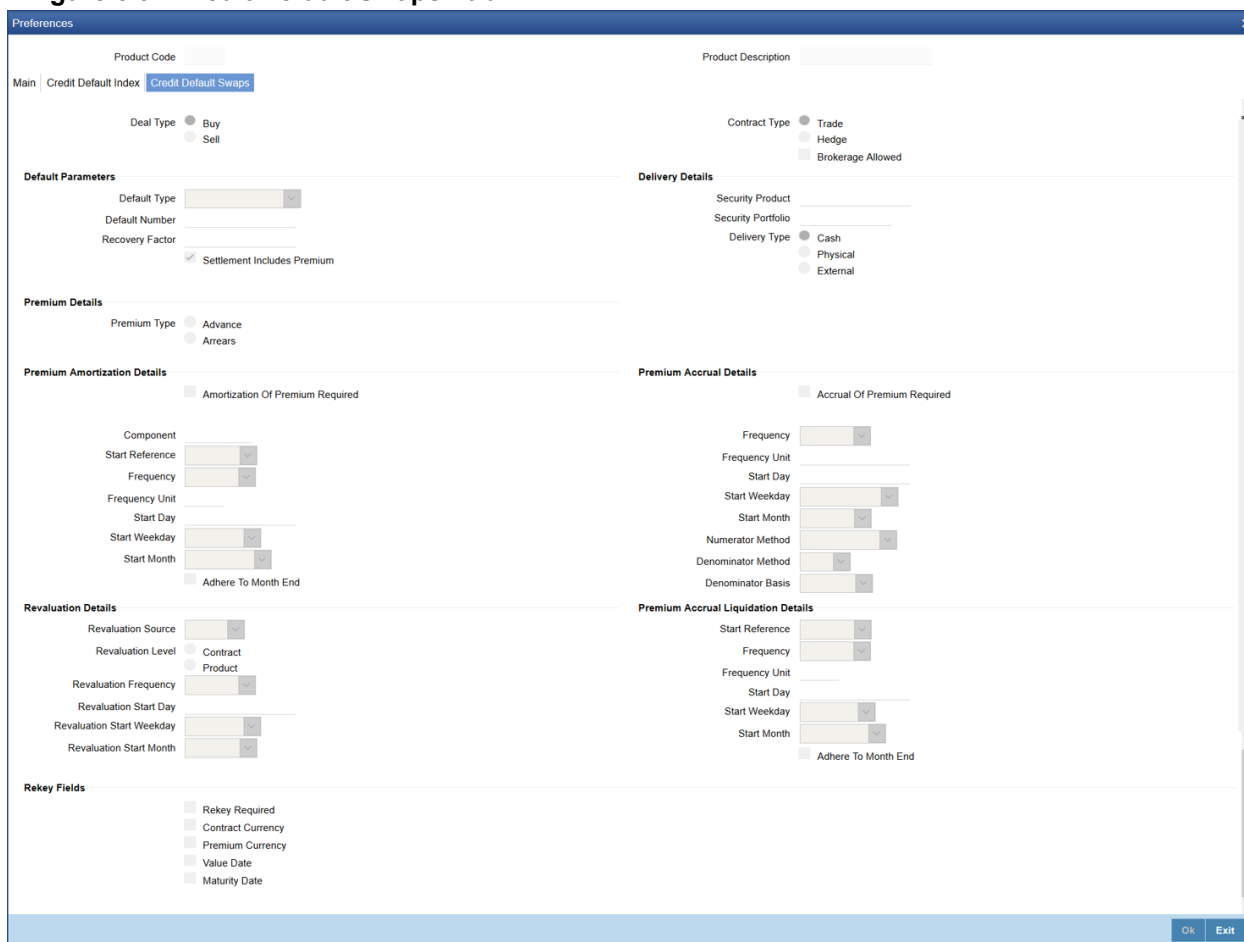 Preferences
Product Code
Product Description
Main
Credit Default Index
Credit Default Swaps
Deal Type
Buy
Sell
Contract Type
Trade
Hedge
Brokerage Allowed
Default Parameters
Default Type
Default Number
Recovery Factor
Settlement Includes Premium
Delivery Details
Security Product
Security Portfolio
Delivery Type
Cash
Physical
External
Premium Details
Premium Type
Advance
Arrears
Premium Amortization Details
Amortization Of Premium Required
Component
Start Reference
Frequency
Frequency Unit
Start Day
Start Weekday
Start Month
Adhere To Month End
Premium Accrual Details
Accrual Of Premium Required
Frequency
Frequency Unit
Start Day
Start Weekday
Start Month
Numerator Method
Denominator Method
Denominator Basis
Revaluation Details
Revaluation Source
Revaluation Level
Contract
Product
Revaluation Frequency
Revaluation Start Day
Revaluation Start Weekday
Revaluation Start Month
Premium Accrual Liquidation Details
Start Reference
Frequency
Frequency Unit
Start Day
Start Weekday
Start Month
Adhere To Month End
Rekey Fields
Rekey Required
Contract Currency
Premium Currency
Value Date
Maturity Date
Ok
Exit